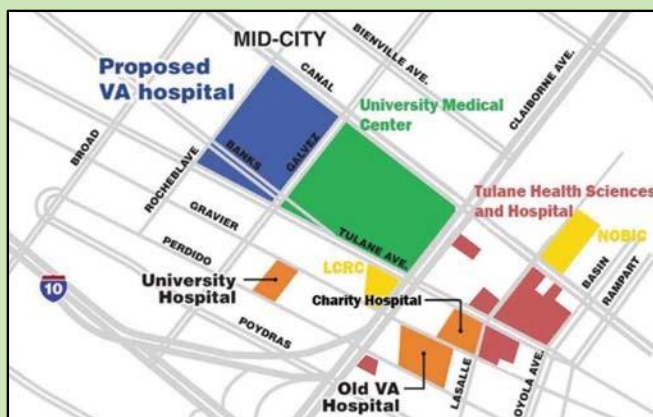 MID-CITY
BIENVILLE AVE.
CANAL
CLAIBORNE AVE.
Proposed
VA hospital
University Medical
Center
BROAD
BANKS
GALVEZ
ROCHEBLAVE
Tulane Health Sciences
and Hospital
GRAVIER
TULANE AVE.
NOBIC
PERDIDO
LCRC
BASIN
RAMPART
University
Hospital
Charity Hospital
10
POYDRAS
LASALLE
LOYOLA AVE.
Old VA
Hospital